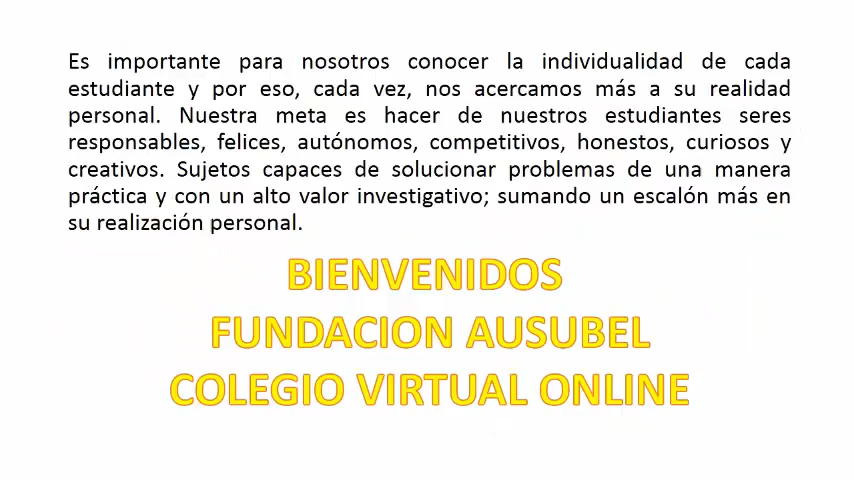 Es importante para nosotros conocer la individualidad de cada
estudiante y por eso, cada vez, nos acercamos más a su realidad
personal. Nuestra meta es hacer de nuestros estudiantes seres
responsables, felices, autónomos, competitivos, honestos, curiosos y
creativos. Sujetos capaces de solucionar problemas de una manera
práctica y con un alto valor investigativo; sumando un escalón más en
su realización personal.
BIENVENIDOS
FUNDACION AUSUBEL
COLEGIO VIRTUAL ONLINE